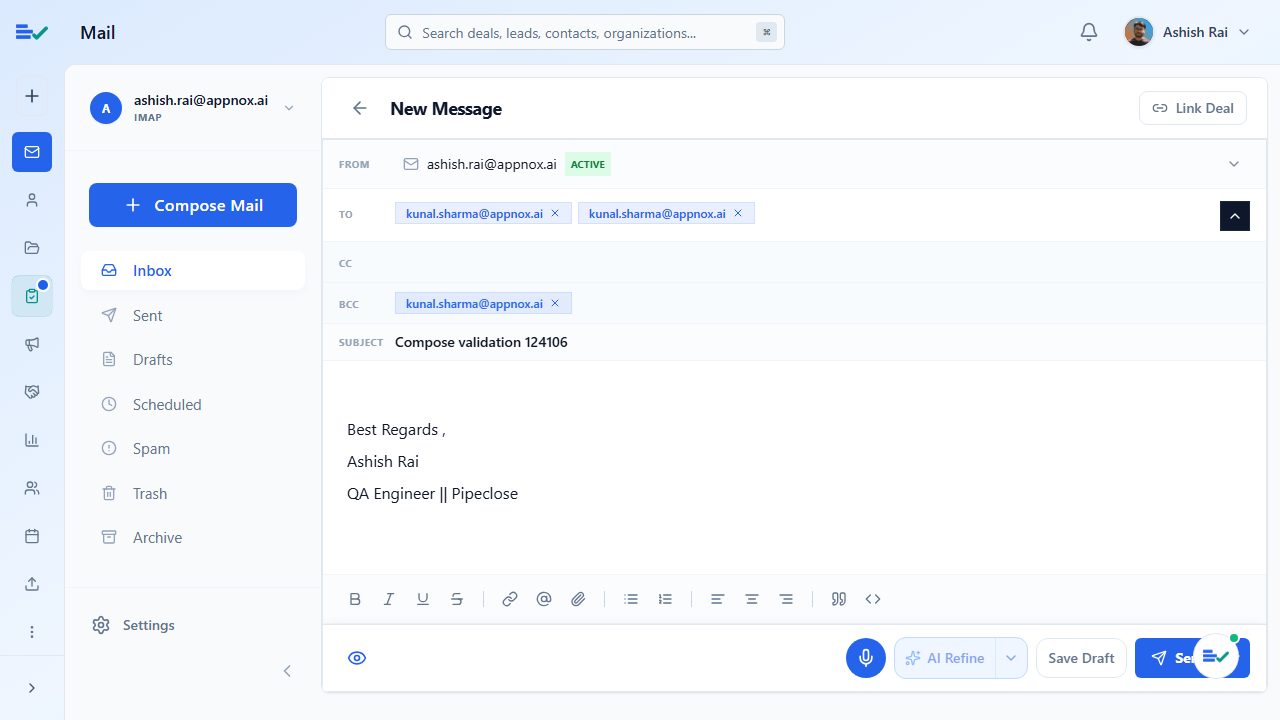 Mail
Search deals, leads, contacts, organizations... ⌘
Ashish Rai
A
ashish.rai@appnox.ai
IMAP
Compose Mail
Inbox
Sent
Drafts
Scheduled
Spam
Trash
Archive
Settings
New Message
Link Deal
FROM ashish.rai@appnox.ai ACTIVE
TO kunal.sharma@appnox.ai kunal.sharma@appnox.ai
CC
BCC kunal.sharma@appnox.ai
SUBJECT Compose validation 124106
Best Regards ,
Ashish Rai
QA Engineer || Pipeclose
AI Refine
Save Draft